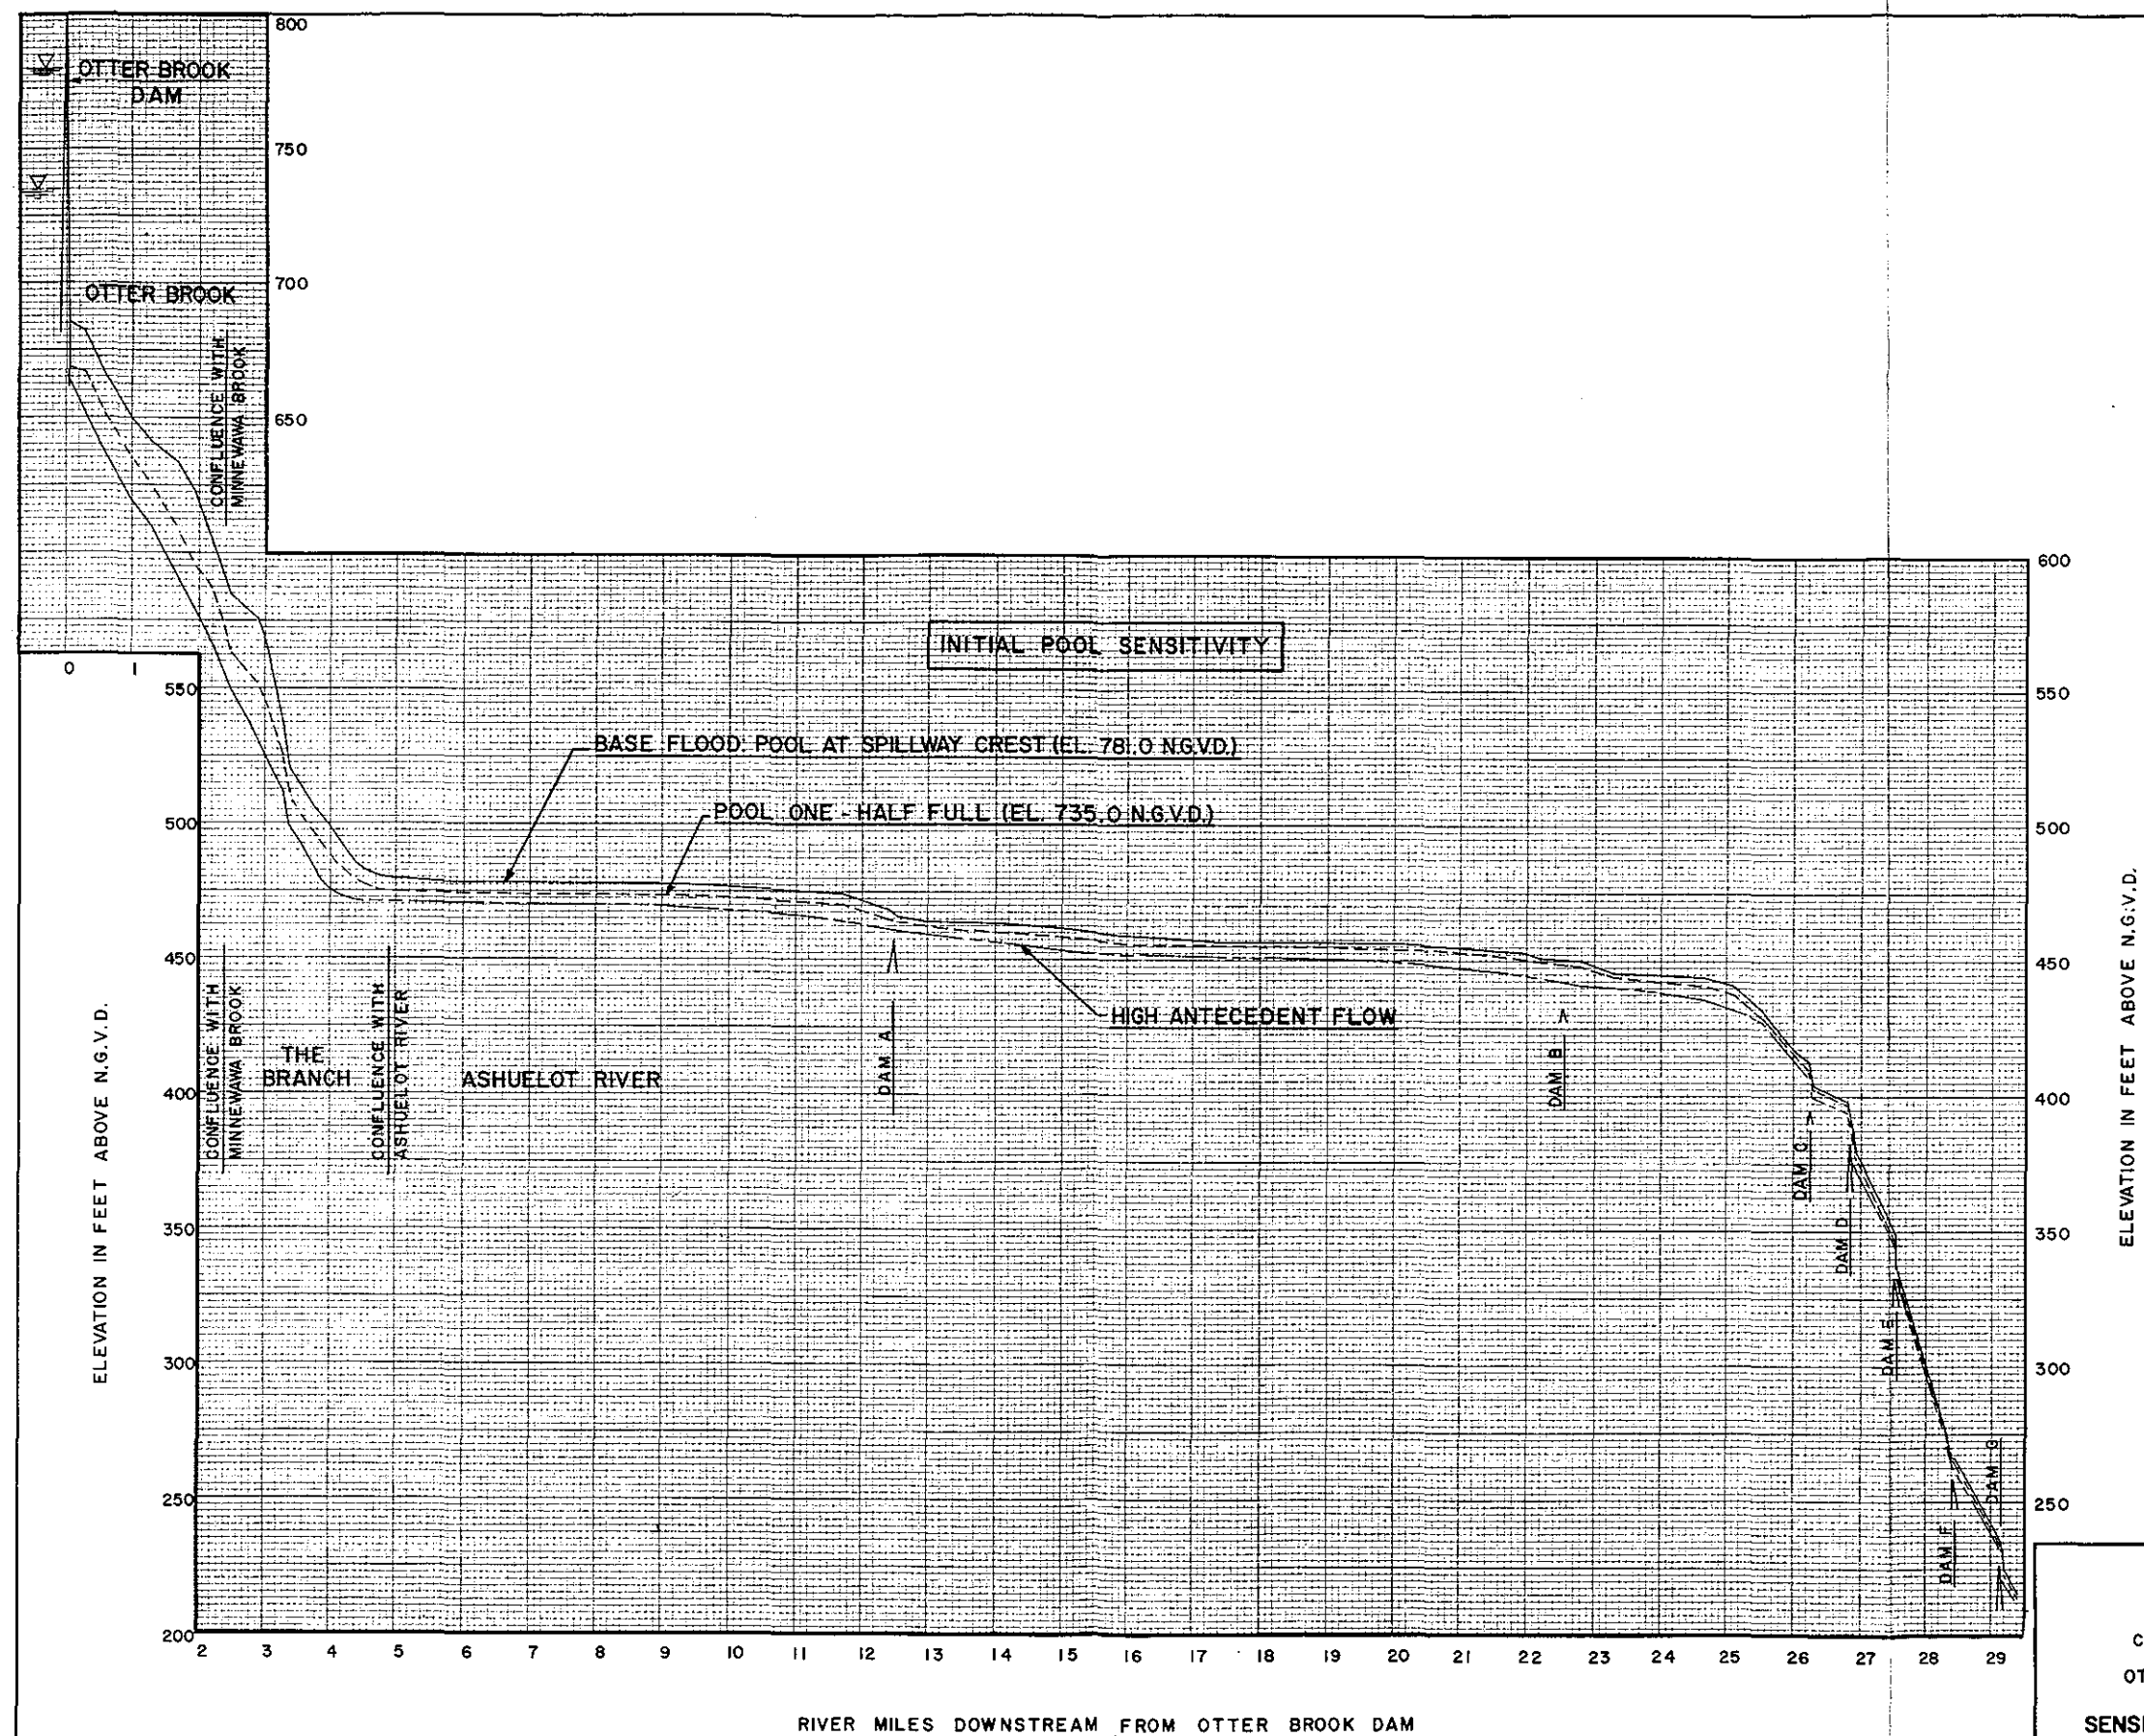 800
OTTER BROOK
DAM
750
700
OTTER BROOK
CONFLUENCE WITH
MINNEWAWA BROOK
650
600
0 1
INITIAL POOL SENSITIVITY
550
550
BASE FLOOD: POOL AT SPILLWAY CREST (EL. 781.0 N.G.V.D.)
POOL ONE-HALF FULL (EL. 735.0 N.G.V.D.)
500
500
450
450
HIGH ANTECEDENT FLOW
CONFLUENCE WITH
MINNEWAWA BROOK
THE
BRANCH
CONFLUENCE WITH
ASHUELOT RIVER
ASHUELOT RIVER
DAM A
DAM B
DAM C
DAM D
DAM E
DAM F
DAM G
400
400
350
350
300
300
250
250
200
ELEVATION IN FEET ABOVE N.G.V.D.
ELEVATION IN FEET ABOVE N.G.V.D.
2 3 4 5 6 7 8 9 10 11 12 13 14 15 16 17 18 19 20 21 22 23 24 25 26 27 28 29
RIVER MILES DOWNSTREAM FROM OTTER BROOK DAM
C
OT
SENSI